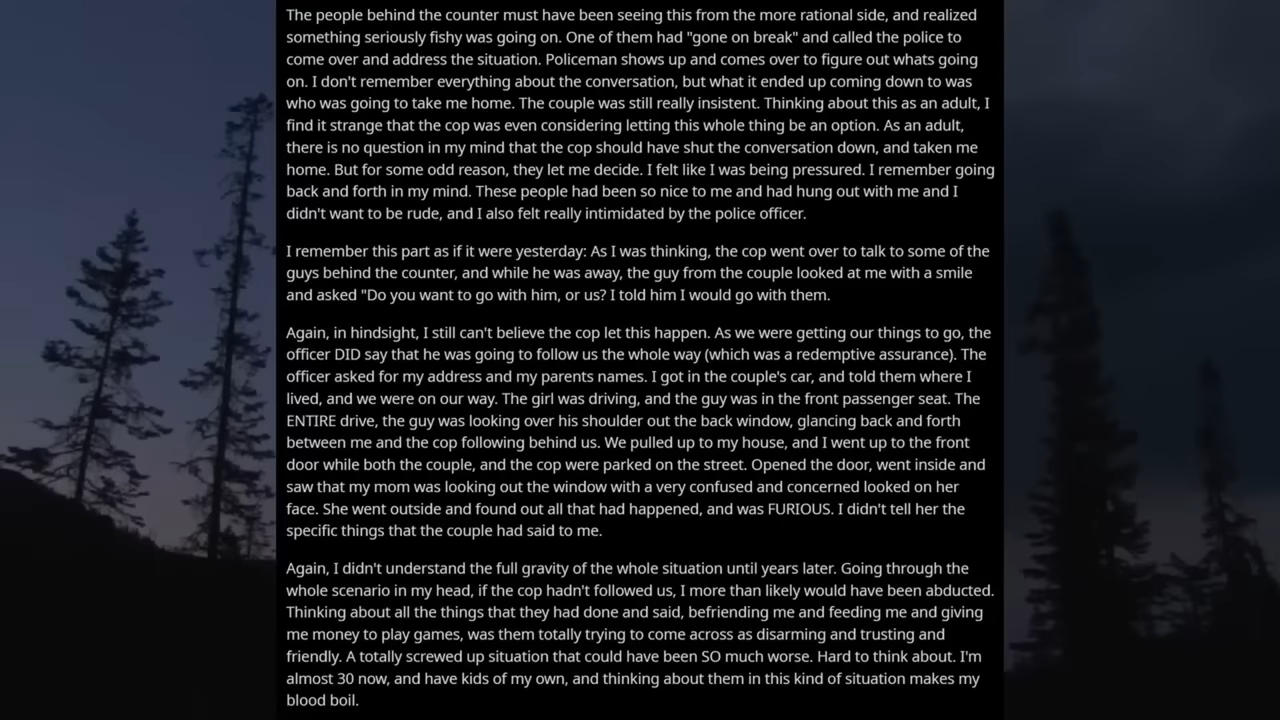 The people behind the counter must have been seeing this from the more rational side, and realized
something seriously fishy was going on. One of them had "gone on break" and called the police to
come over and address the situation. Policeman shows up and comes over to figure out whats going
on. I don't remember everything about the conversation, but what it ended up coming down to was
who was going to take me home. The couple was still really insistent. Thinking about this as an adult, I
find it strange that the cop was even considering letting this whole thing be an option. As an adult,
there is no question in my mind that the cop should have shut the conversation down, and taken me
home. But for some odd reason, they let me decide. I felt like I was being pressured. I remember going
back and forth in my mind. These people had been so nice to me and had hung out with me and I
didn't want to be rude, and I also felt really intimidated by the police officer.
I remember this part as if it were yesterday: As I was thinking, the cop went over to talk to some of the
guys behind the counter, and while he was away, the guy from the couple looked at me with a smile
and asked "Do you want to go with him, or us? I told him I would go with them.
Again, in hindsight, I still can't believe the cop let this happen. As we were getting our things to go, the
officer DID say that he was going to follow us the whole way (which was a redemptive assurance). The
officer asked for my address and my parents names. I got in the couple's car, and told them where I
lived, and we were on our way. The girl was driving, and the guy was in the front passenger seat. The
ENTIRE drive, the guy was looking over his shoulder out the back window, glancing back and forth
between me and the cop following behind us. We pulled up to my house, and I went up to the front
door while both the couple, and the cop were parked on the street. Opened the door, went inside and
saw that my mom was looking out the window with a very confused and concerned looked on her
face. She went outside and found out all that had happened, and was FURIOUS. I didn't tell her the
specific things that the couple had said to me.
Again, I didn't understand the full gravity of the whole situation until years later. Going through the
whole scenario in my head, if the cop hadn't followed us, I more than likely would have been abducted.
Thinking about all the things that they had done and said, befriending me and feeding me and giving
me money to play games, was them totally trying to come across as disarming and trusting and
friendly. A totally screwed up situation that could have been SO much worse. Hard to think about. I'm
almost 30 now, and have kids of my own, and thinking about them in this kind of situation makes my
blood boil.